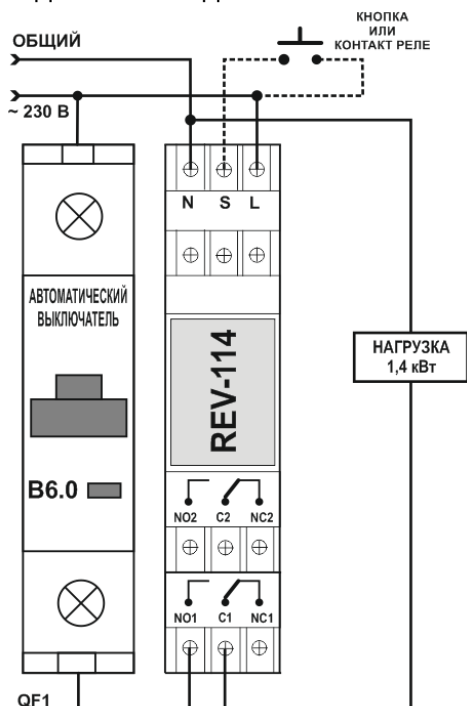 КНОПКА
ИЛИ
КОНТАКТ РЕЛЕ
ОБЩИЙ
~ 230 В
N S L
АВТОМАТИЧЕСКИЙ
ВЫКЛЮЧАТЕЛЬ
REV-114
НАГРУЗКА
1,4 кВт
В6.0
NO2 C2 NC2
NO1 C1 NC1
QF1